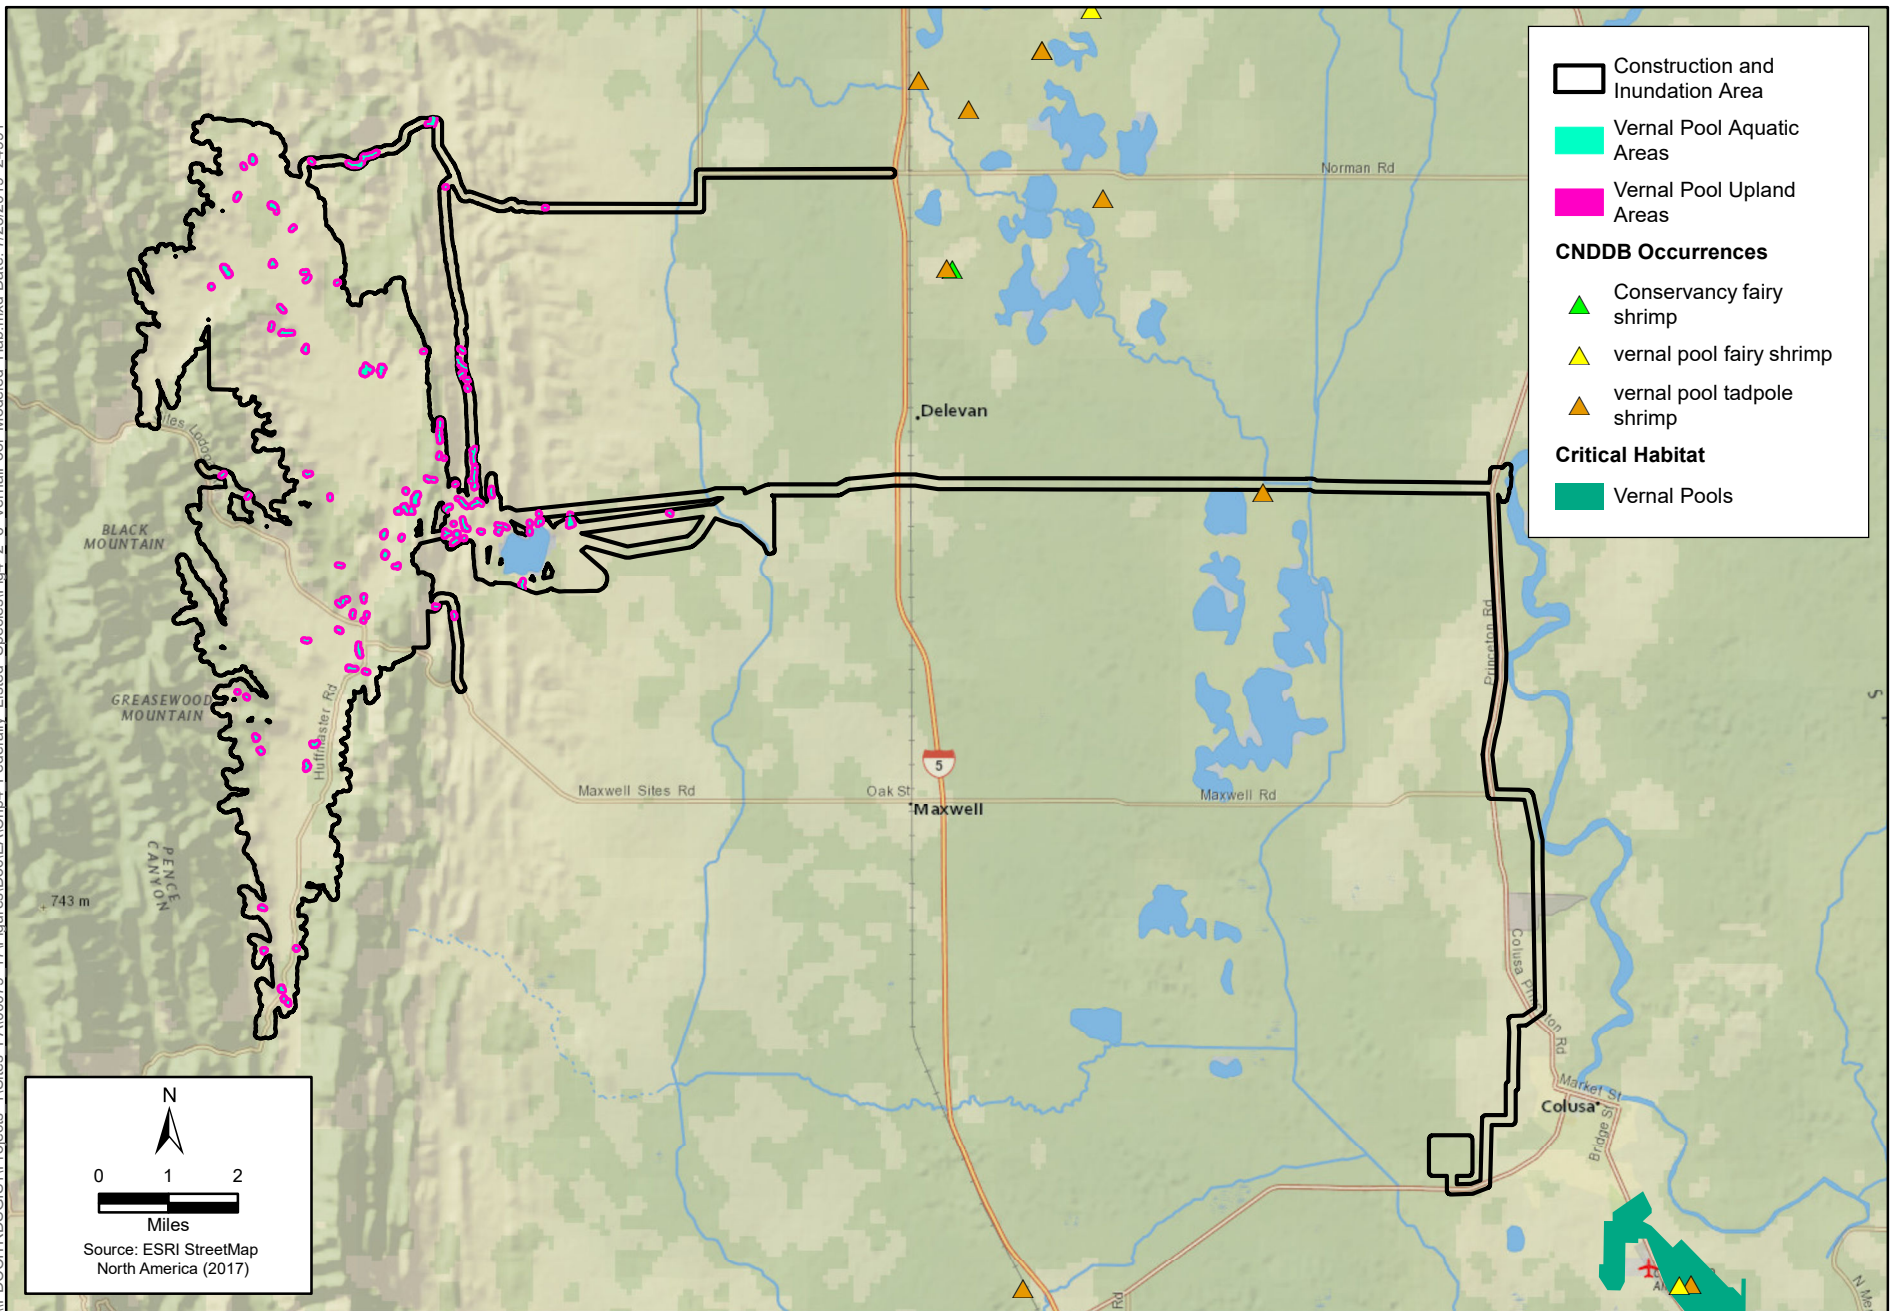 Construction and
Inundation Area
Vernal Pool Aquatic
Areas
Vernal Pool Upland
Areas
CNDDB Occurrences
Conservancy fairy
shrimp
vernal pool fairy shrimp
vernal pool tadpole
shrimp
Critical Habitat
Vernal Pools
Norman Rd
Delevan
BLACK
MOUNTAIN
GREASEWOOD
MOUNTAIN
Huffmaster Rd
Princeton Rd
5
Maxwell Sites Rd
Oak St
Maxwell Rd
Maxwell
PENCE
CANYON
743 m
Colusa Princeton Rd
Market St
Colusa
Bridge St
Rd
N
0 1 2
Miles
Source: ESRI StreetMap
North America (2017)